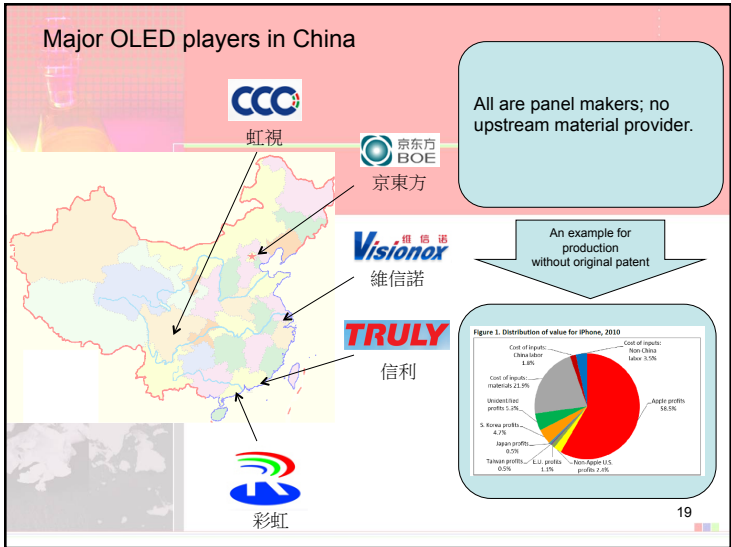 Major OLED players in China
CCO
虹視
京东方
BOE
京東方
維信諾
Visionox
維信諾
TRULY
信利
彩虹
All are panel makers; no
upstream material provider.
An example for
production
without original patent
Figure 1. Distribution of value for iPhone, 2010
Cost of inputs:
China labor
1.8%
Cost of inputs:
Non-China
labor 3.5%
Cost of inputs:
materials 21.9%
Unidentified
profits 5.3%
S. Korea profits
4.7%
Japan profits
0.5%
Taiwan profits
0.5%
E.U. profits
1.1%
Non-Apple U.S.
profits 2.4%
Apple profits
58.5%
19